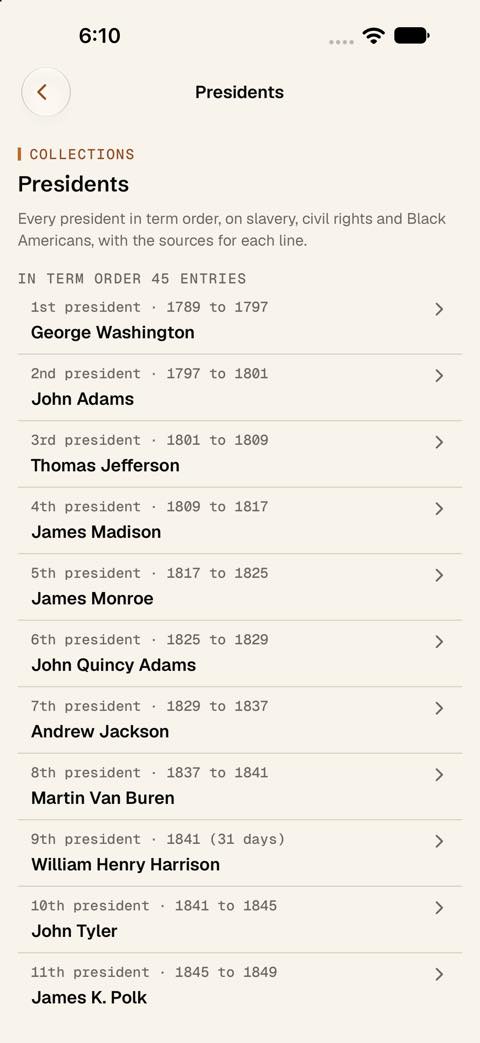 6:10
Presidents
COLLECTIONS
Presidents
Every president in term order, on slavery, civil rights and Black
Americans, with the sources for each line.
IN TERM ORDER 45 ENTRIES
1st president · 1789 to 1797
George Washington
2nd president · 1797 to 1801
John Adams
3rd president · 1801 to 1809
Thomas Jefferson
4th president · 1809 to 1817
James Madison
5th president · 1817 to 1825
James Monroe
6th president · 1825 to 1829
John Quincy Adams
7th president · 1829 to 1837
Andrew Jackson
8th president · 1837 to 1841
Martin Van Buren
9th president · 1841 (31 days)
William Henry Harrison
10th president · 1841 to 1845
John Tyler
11th president · 1845 to 1849
James K. Polk